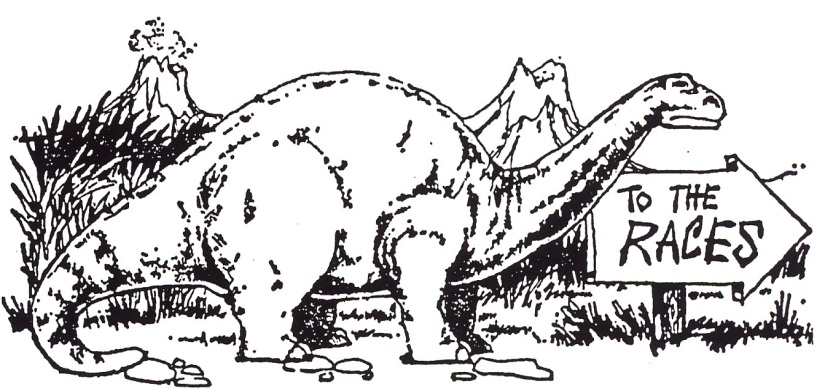 TO THE
RACES